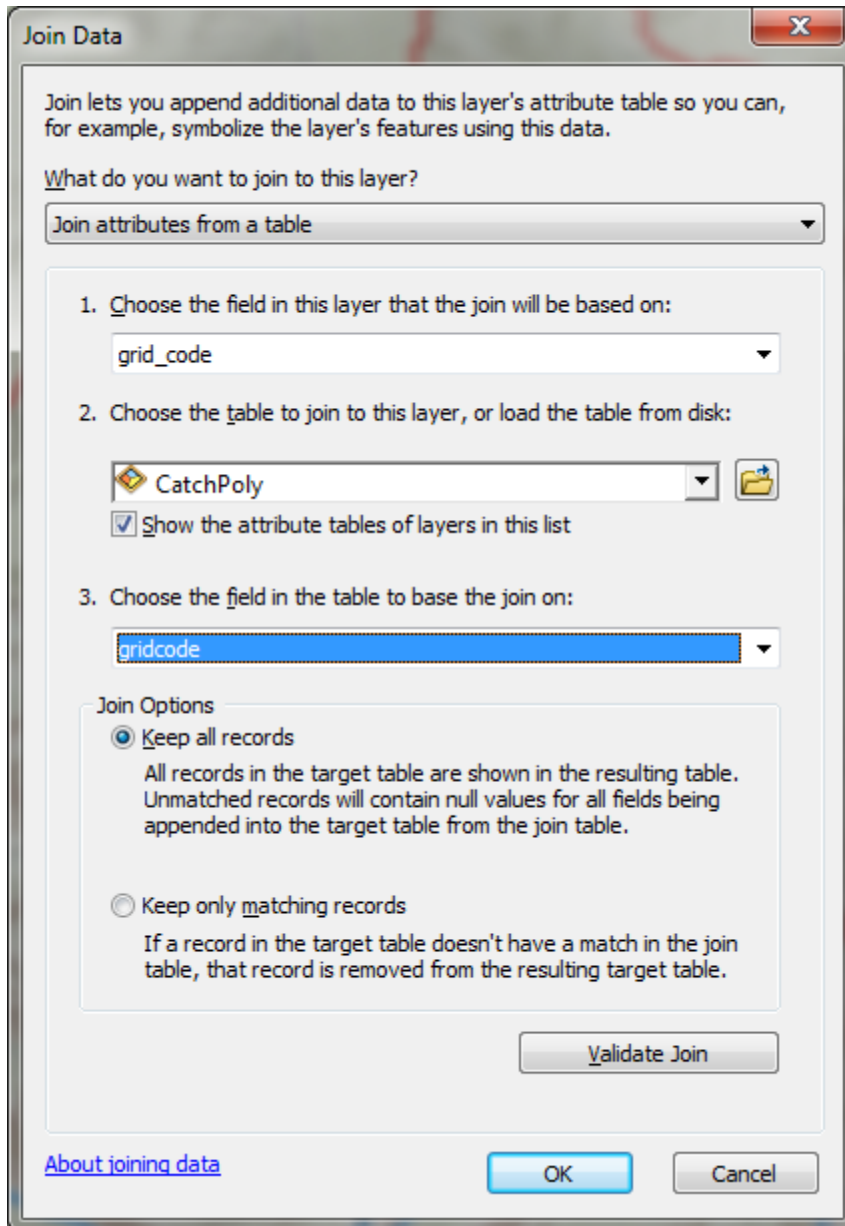 Join Data
Join lets you append additional data to this layer's attribute table so you can,
for example, symbolize the layer's features using this data.
What do you want to join to this layer?
Join attributes from a table
1. Choose the field in this layer that the join will be based on:
grid_code
2. Choose the table to join to this layer, or load the table from disk:
CatchPoly
Show the attribute tables of layers in this list
3. Choose the field in the table to base the join on:
gridcode
Join Options
Keep all records
All records in the target table are shown in the resulting table.
Unmatched records will contain null values for all fields being
appended into the target table from the join table.
Keep only matching records
If a record in the target table doesn't have a match in the join
table, that record is removed from the resulting target table.
Validate Join
About joining data
OK
Cancel